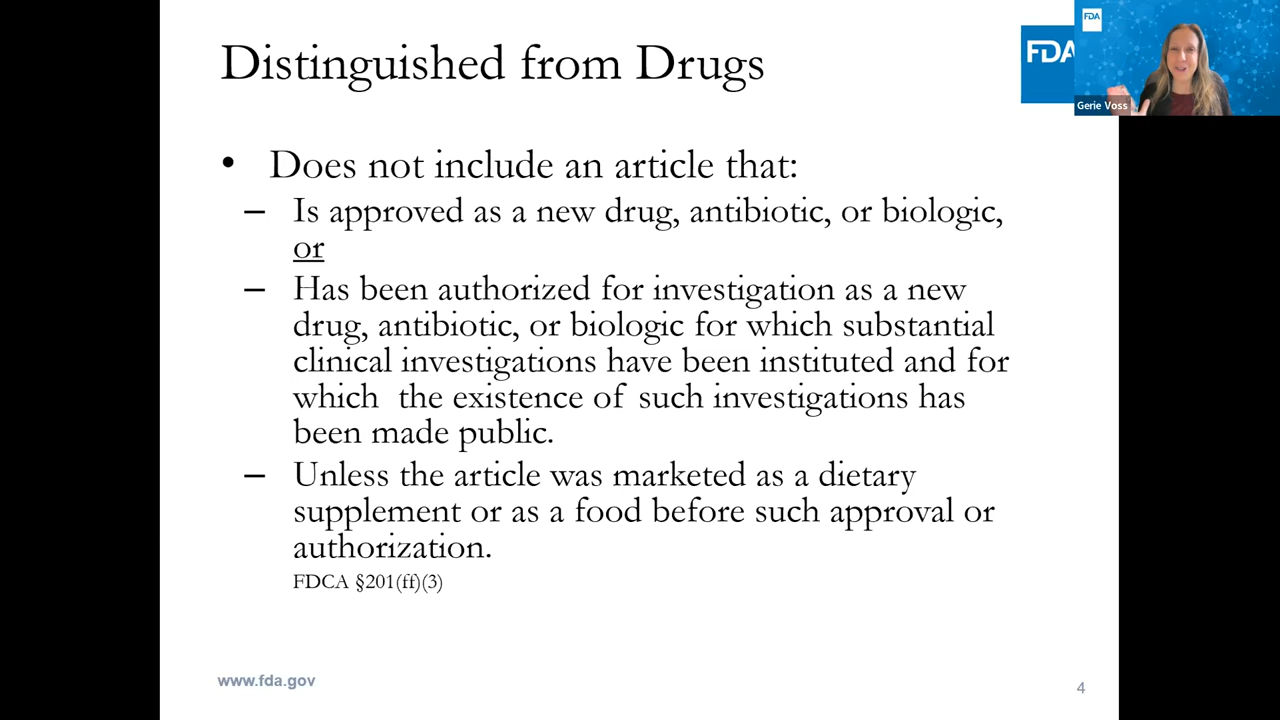 Distinguished from Drugs
FDA
FDA
Gerie Voss
• Does not include an article that:
– Is approved as a new drug, antibiotic, or biologic,
or
– Has been authorized for investigation as a new
drug, antibiotic, or biologic for which substantial
clinical investigations have been instituted and for
which the existence of such investigations has
been made public.
– Unless the article was marketed as a dietary
supplement or as a food before such approval or
authorization.
FDCA §201(ff)(3)
www.fda.gov
4